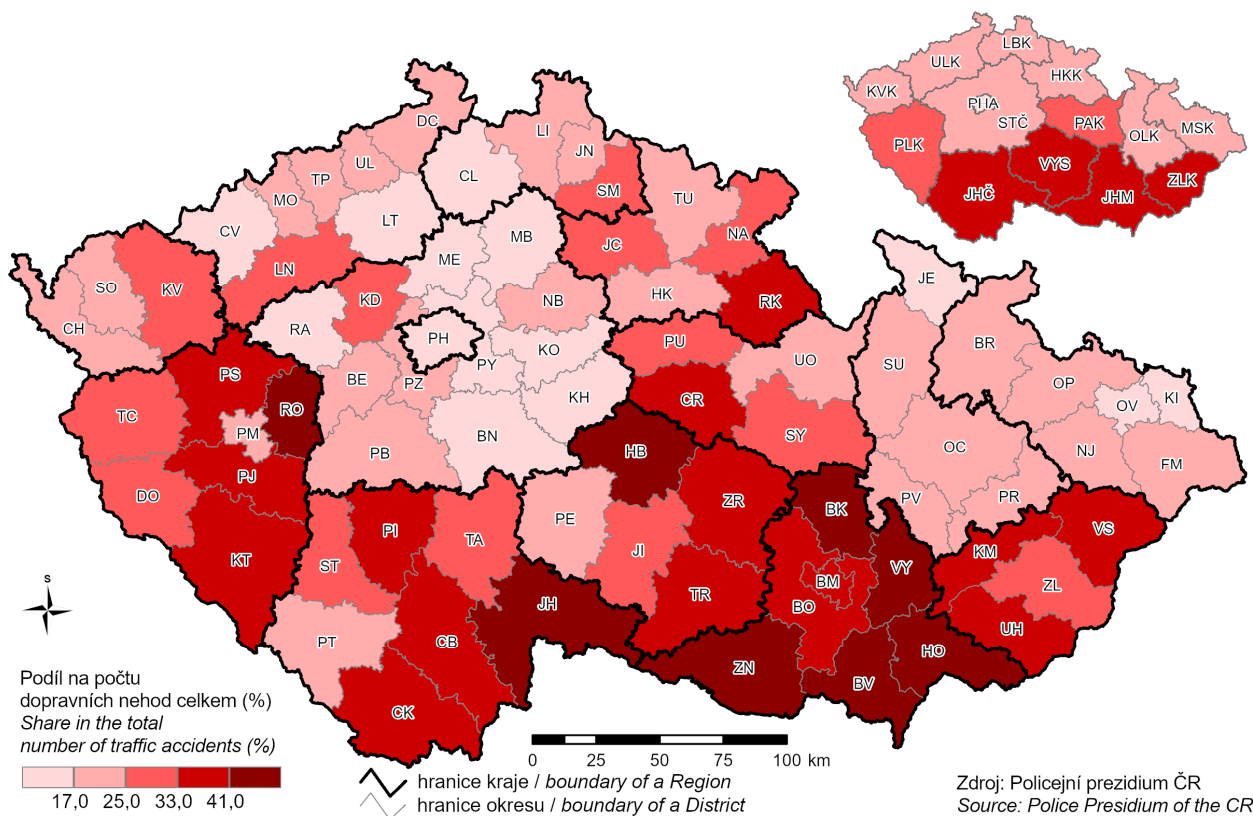 LBK
ULK
HKK
KVK
PHA
STČ
PAK
OLK
MSK
PLK
VYS
ZLK
JHČ
JHM
DC
LI
JN
UL
TP
CL
SM
MO
TU
LT
CV
MB
JC
NA
ME
LN
JE
SO
KV
KD
NB
HK
RK
CH
RA
PH
PU
KO
BR
UO
SU
PY
PS
BE
PZ
OP
KI
OV
CR
KH
RO
TC
PM
BN
SY
HB
OC
NJ
PB
FM
PJ
DO
PV
PR
ZR
BK
PE
PI
TA
VS
JI
KM
KT
ST
VY
BM
ZL
TR
BO
JH
UH
PT
CB
HO
ZN
BV
CK
S
Podíl na počtu
dopravních nehod celkem (%)
Share in the total
number of traffic accidents (%)
17,0 25,0 33,0 41,0
0 25 50 75 100 km
hranice kraje / boundary of a Region
hranice okresu / boundary of a District
Zdroj: Policejní prezidium ČR
Source: Police Presidium of the CR